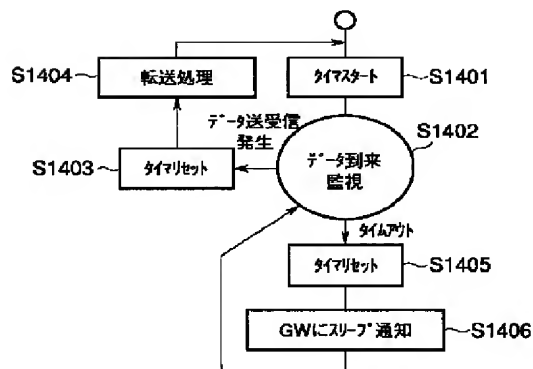 S1404
転送処理
ﾀｲﾏｽﾀｰﾄ
S1401
ﾃﾞｰﾀ送受信
発生
S1402
S1403
ﾀｲﾏﾘｾｯﾄ
ﾃﾞｰﾀ到来
監視
ﾀｲﾑｱｳﾄ
ﾀｲﾏﾘｾｯﾄ
S1405
GWにｽﾘｰﾌﾟ通知
S1406